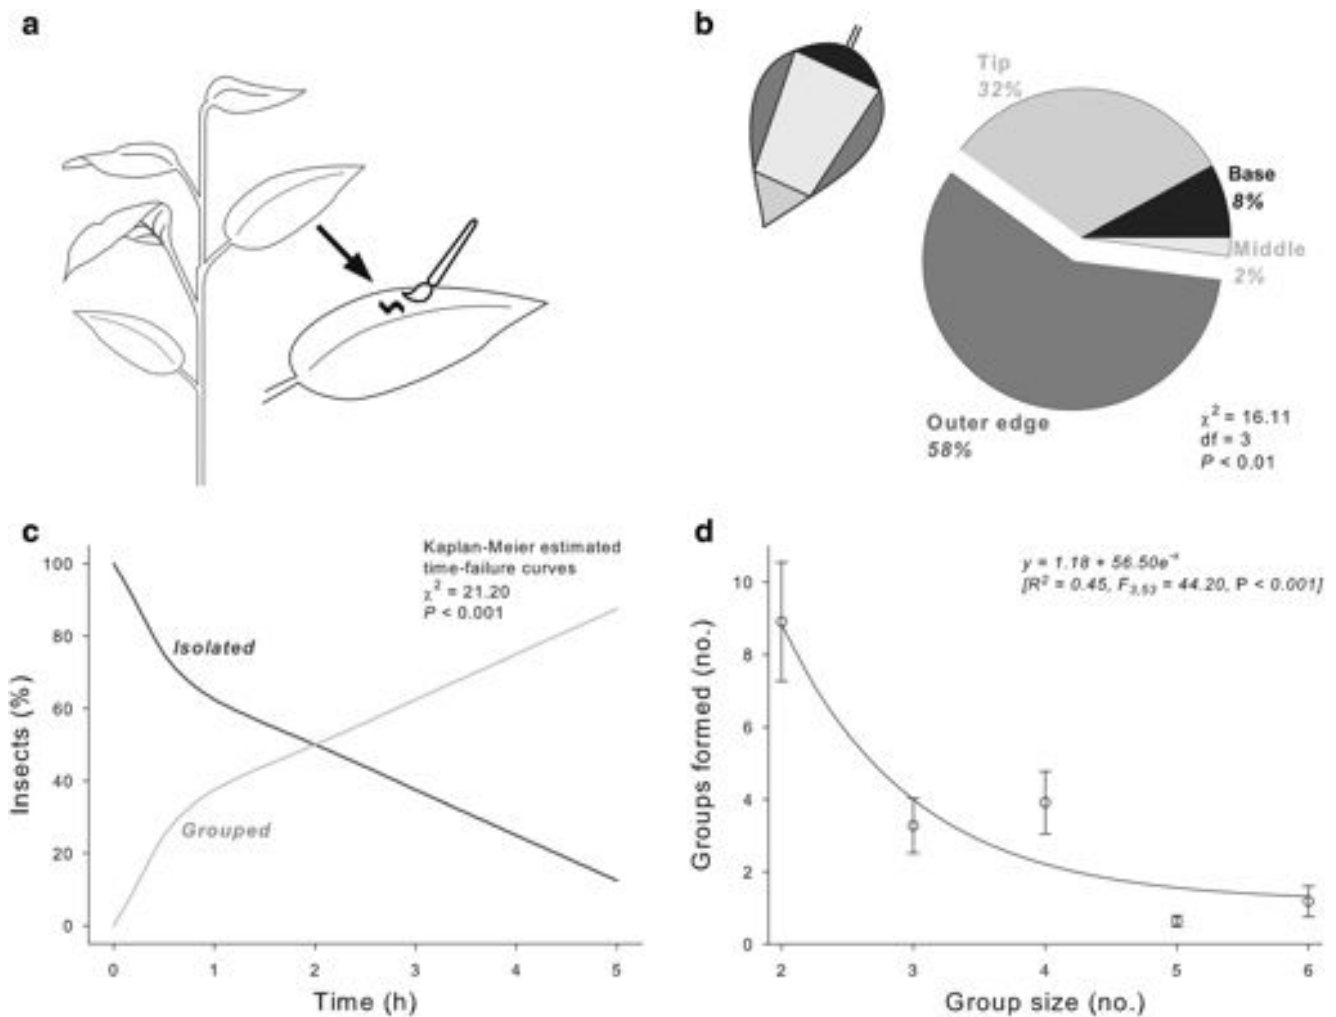 a
b
Tip
32%
Base
8%
Middle
2%
Outer edge
58%
χ² = 16.11
df = 3
P < 0.01
c
Kaplan-Meier estimated
time-failure curves
χ² = 21.20
P < 0.001
100
80
60
40
20
0
Isolated
Grouped
Insects (%)
0 1 2 3 4 5
Time (h)
d
y = 1.18 + 56.50e⁻ˣ
[R² = 0.45, F₃,₅₃ = 44.20, P < 0.001]
10
8
6
4
2
0
Groups formed (no.)
2 3 4 5 6
Group size (no.)